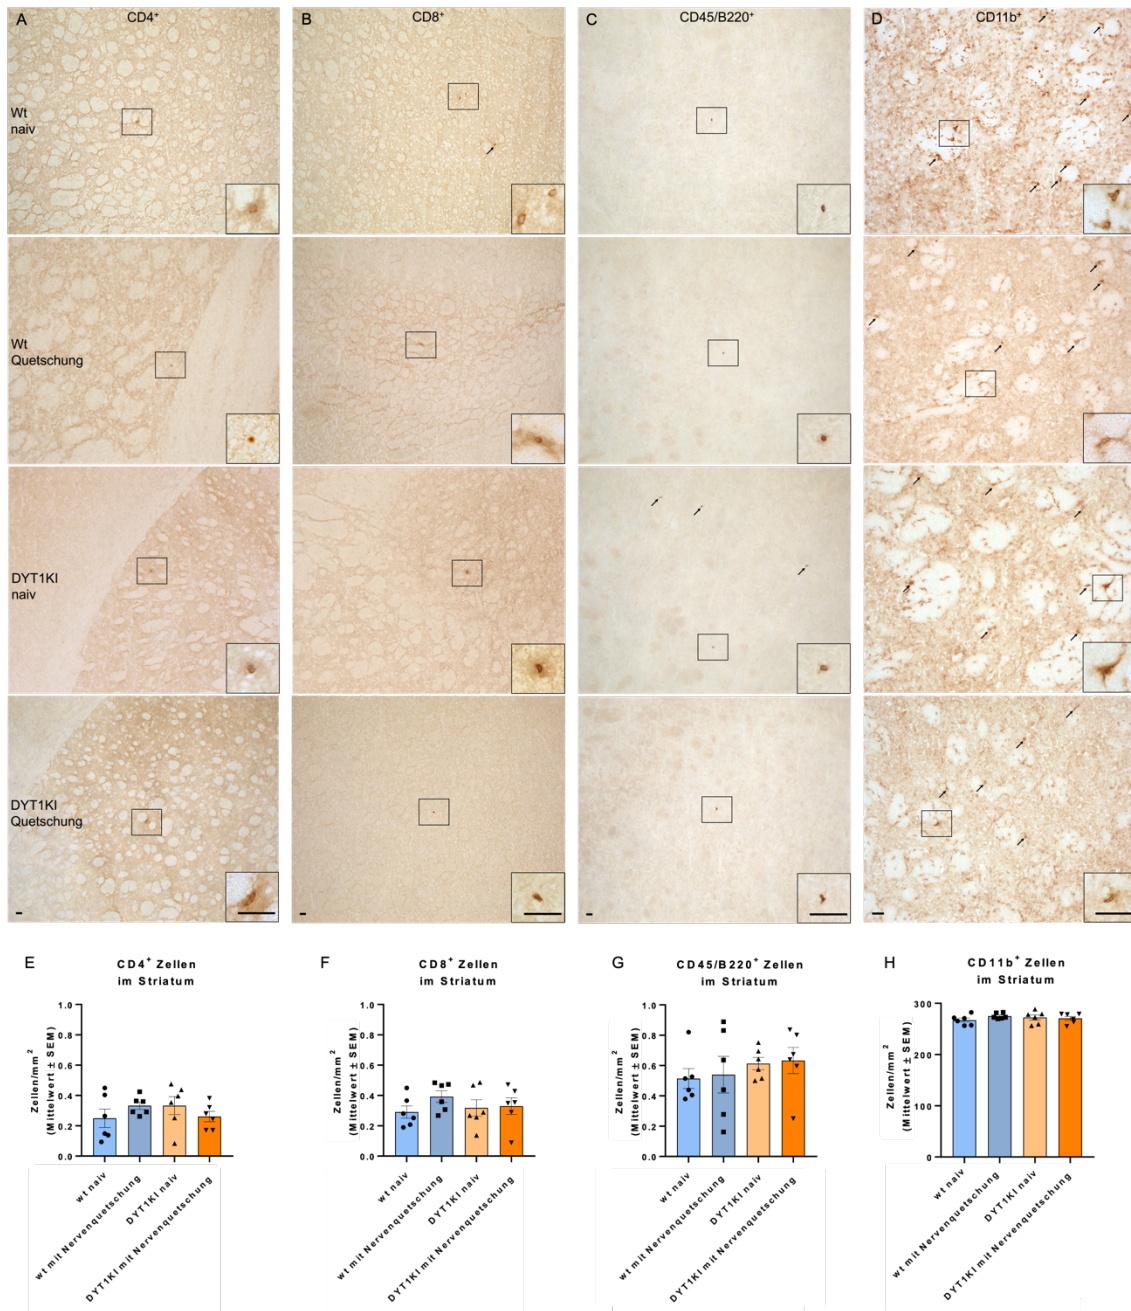 A CD4⁺
B CD8⁺
C CD45/B220⁺
D CD11b⁺
Wt
naiv
Wt
Quetschung
DYT1KI
naiv
DYT1KI
Quetschung
E
CD4⁺ Zellen
im Striatum
Zellen/mm²
(Mittelwert ± SEM)
1.0
0.8
0.6
0.4
0.2
0.0
wt naiv
wt mit Nervenquetschung
DYT1KI naiv
DYT1KI mit Nervenquetschung
F
CD8⁺ Zellen
im Striatum
Zellen/mm²
(Mittelwert ± SEM)
1.0
0.8
0.6
0.4
0.2
0.0
wt naiv
wt mit Nervenquetschung
DYT1KI naiv
DYT1KI mit Nervenquetschung
G
CD45/B220⁺ Zellen
im Striatum
Zellen/mm²
(Mittelwert ± SEM)
1.0
0.8
0.6
0.4
0.2
0.0
wt naiv
wt mit Nervenquetschung
DYT1KI naiv
DYT1KI mit Nervenquetschung
H
CD11b⁺ Zellen
im Striatum
Zellen/mm²
(Mittelwert ± SEM)
300
200
100
0
wt naiv
wt mit Nervenquetschung
DYT1KI naiv
DYT1KI mit Nervenquetschung